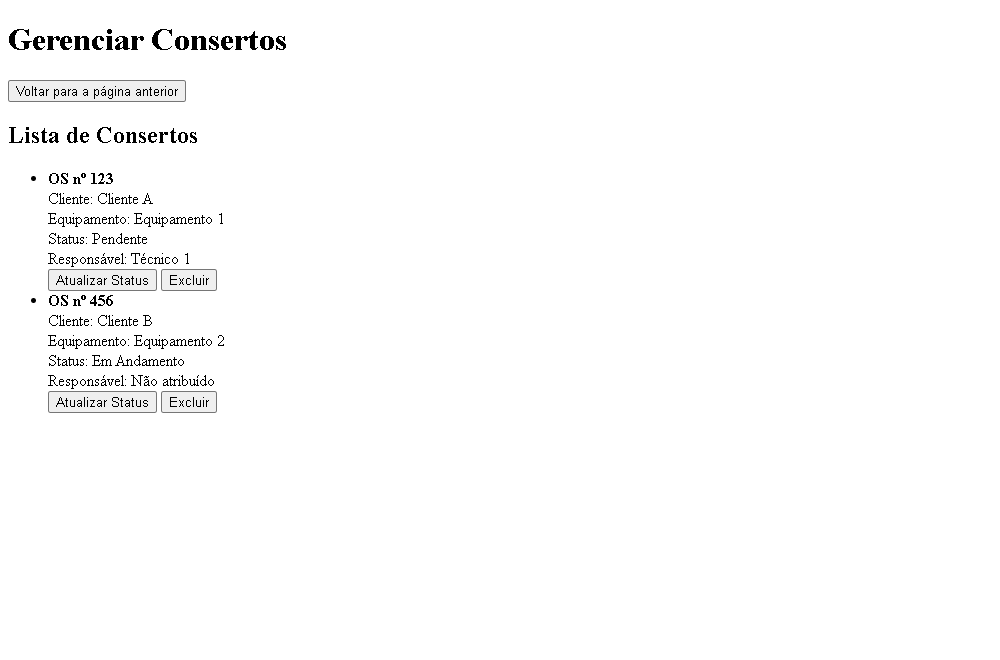 Gerenciar Consertos
Voltar para a página anterior
Lista de Consertos
OS nº 123
Cliente: Cliente A
Equipamento: Equipamento 1
Status: Pendente
Responsável: Técnico 1
Atualizar Status Excluir
OS nº 456
Cliente: Cliente B
Equipamento: Equipamento 2
Status: Em Andamento
Responsável: Não atribuído
Atualizar Status Excluir